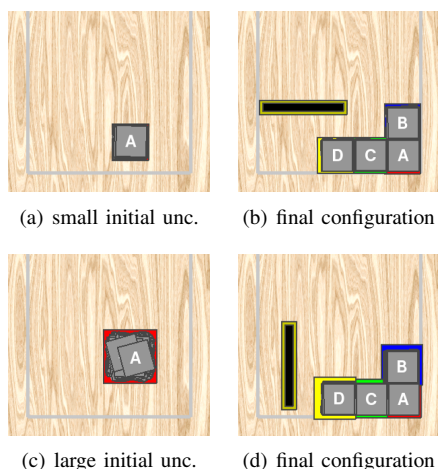 A
B
D C A
(a) small initial unc.
(b) final configuration
A
B
D C A
(c) large initial unc.
(d) final configuration